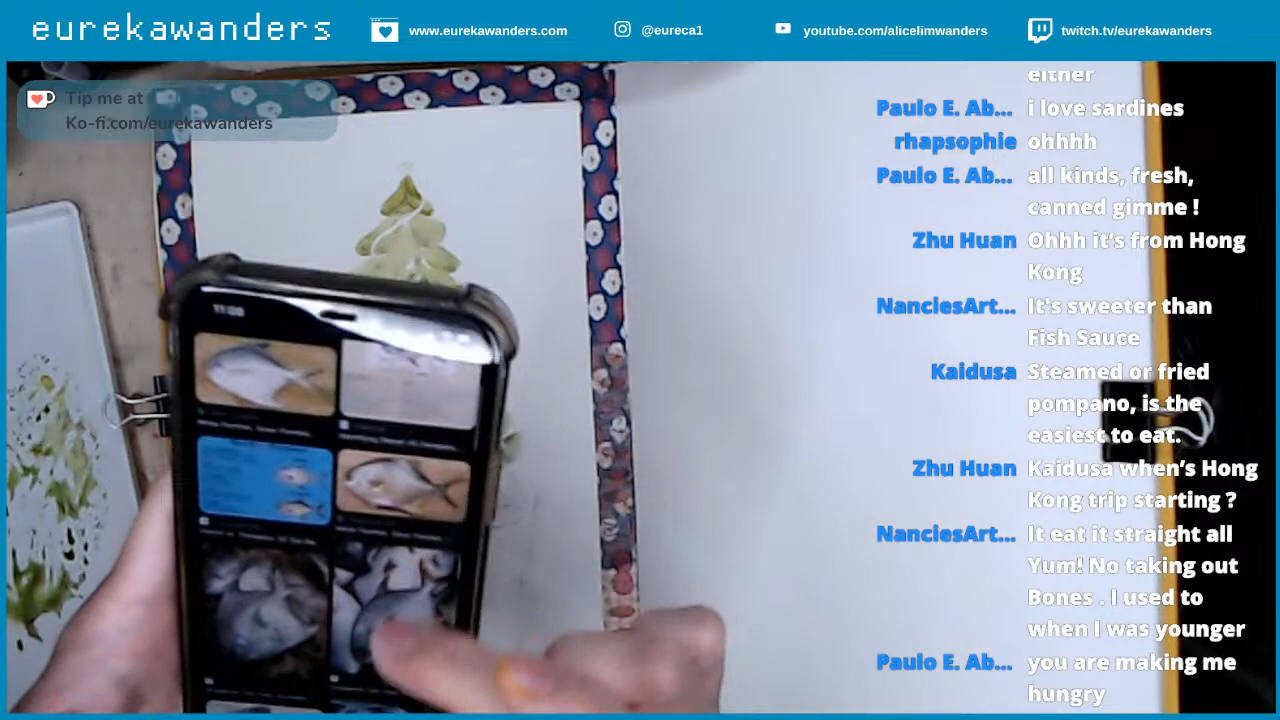 eurekawanders
www.eurekawanders.com
@eureca1
youtube.com/alicelimwanders
twitch.tv/eurekawanders
Tip me at
Ko-fi.com/eurekawanders
either
Paulo E. Ab... i love sardines
rhapsophie ohhhh
Paulo E. Ab... all kinds, fresh,
canned gimme !
Zhu Huan Ohhh it's from Hong
Kong
NanciesArt... It's sweeter than
Fish Sauce
Kaidusa Steamed or fried
pompano, is the
easiest to eat.
Zhu Huan Kaidusa when's Hong
Kong trip starting ?
NanciesArt... It eat it straight all
Yum! No taking out
Bones . I used to
when I was younger
Paulo E. Ab... you are making me
hungry